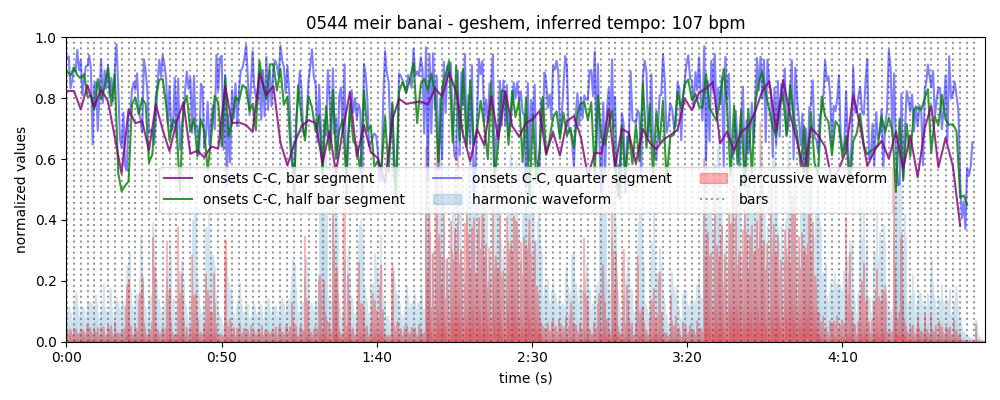 0544 meir banai - geshem, inferred tempo: 107 bpm
1.0
0.8
0.6
0.4
0.2
0.0
normalized values
onsets C-C, bar segment
onsets C-C, half bar segment
onsets C-C, quarter segment
harmonic waveform
percussive waveform
bars
0:00 0:50 1:40 2:30 3:20 4:10
time (s)